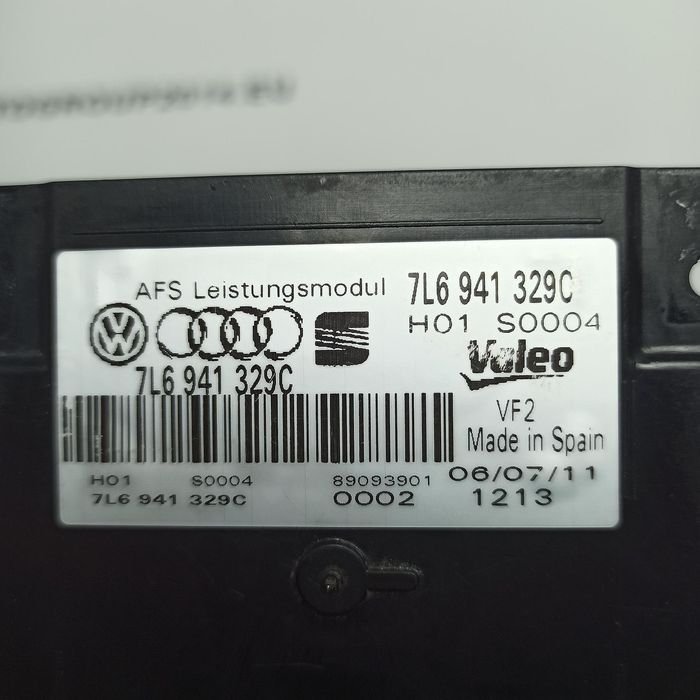 AFS Leistungsmodul
7L6 941 329C
H01 S0004
Valeo
7L6 941 329C
VF2
Made in Spain
H01 S0004 89093901 06/07/11
7L6 941 329C 0002 1213